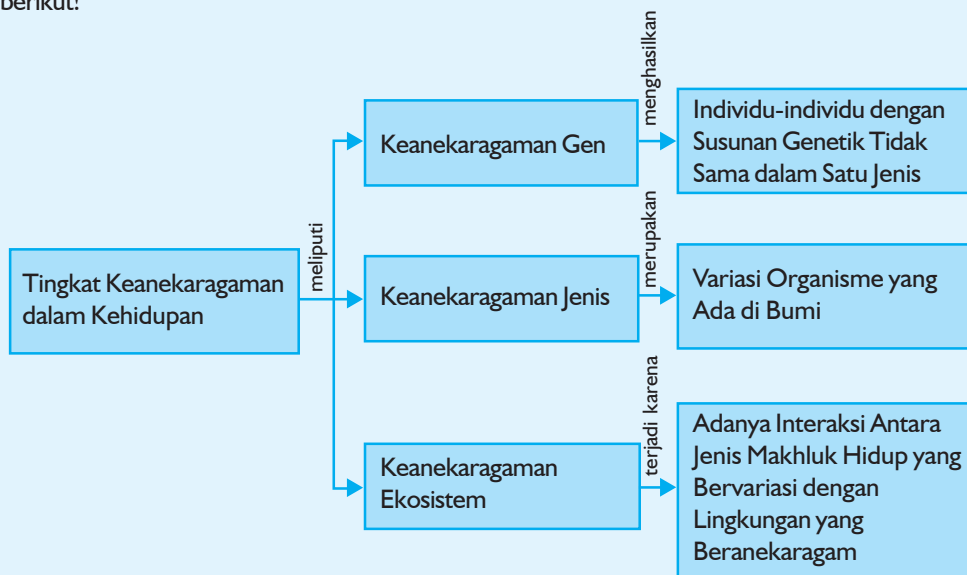 berikut!
Tingkat Keanekaragaman
dalam Kehidupan
meliputi
Keanekaragaman Gen
menghasilkan
Individu-individu dengan
Susunan Genetik Tidak
Sama dalam Satu Jenis
Keanekaragaman Jenis
merupakan
Variasi Organisme yang
Ada di Bumi
Keanekaragaman
Ekosistem
terjadi karena
Adanya Interaksi Antara
Jenis Makhluk Hidup yang
Bervariasi dengan
Lingkungan yang
Beranekaragam